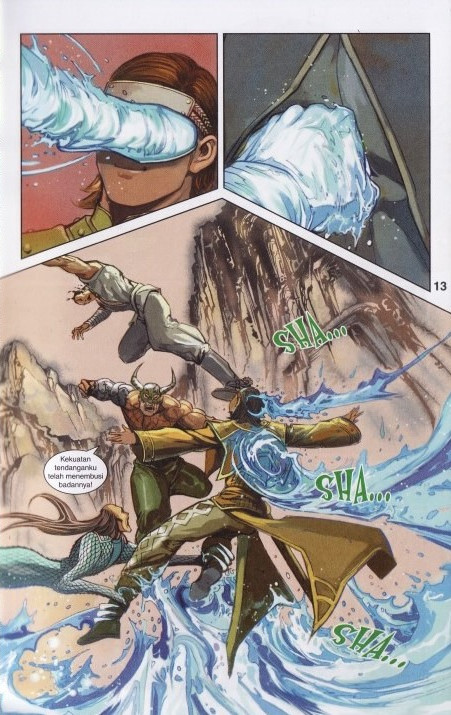 13
SHA...
Kekuatan
tendanganku
telah menembusi
badannya!
SHA...
SHA...